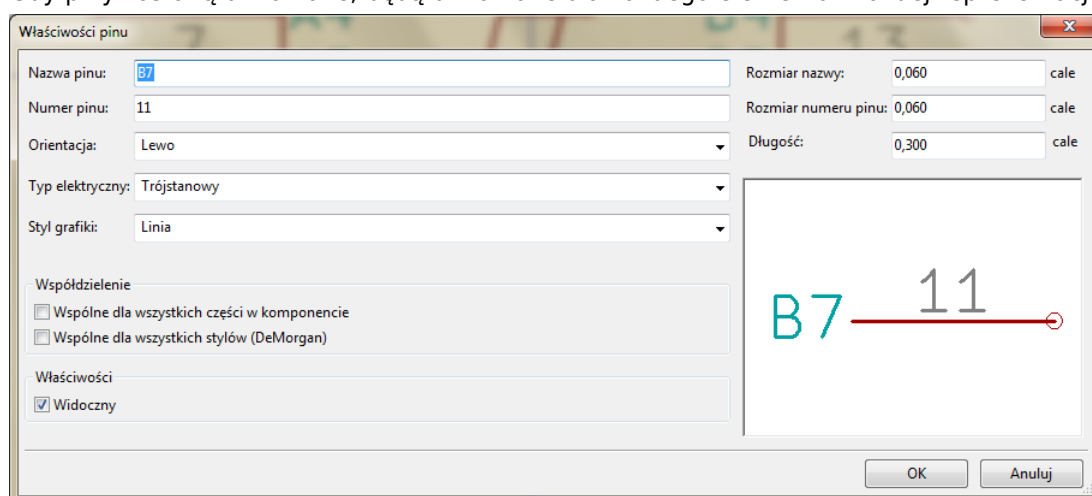 Właściwości pinu
Nazwa pinu: B7
Numer pinu: 11
Orientacja: Lewo
Typ elektryczny: Trójstanowy
Styl grafiki: Linia
Współdzielenie
Wspólne dla wszystkich części w komponencie
Wspólne dla wszystkich stylów (DeMorgan)
Właściwości
Widoczny
Rozmiar nazwy: 0,060 cale
Rozmiar numeru pinu: 0,060 cale
Długość: 0,300 cale
11
B7
OK Anuluj